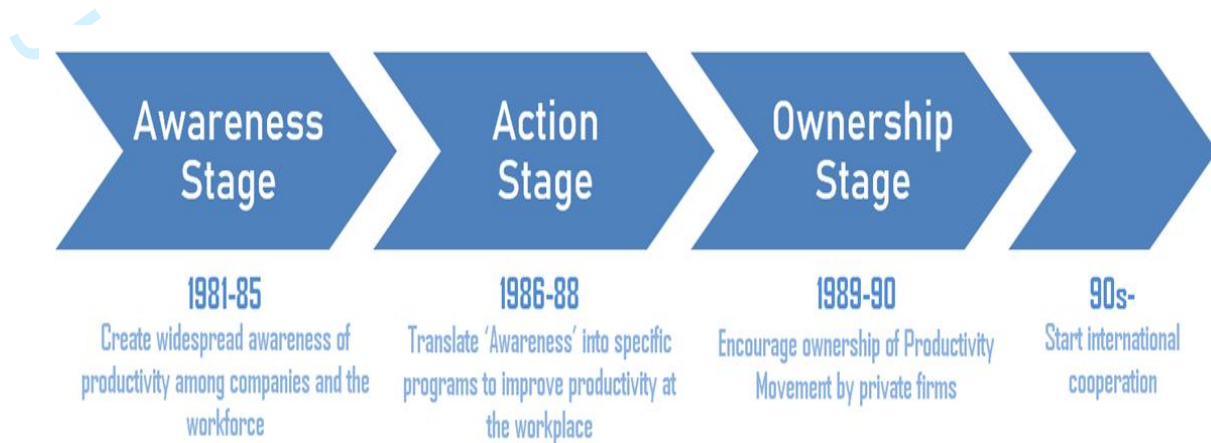 Awareness
Stage
Action
Stage
Ownership
Stage
1981-85
Create widespread awareness of
productivity among companies and the
workforce
1986-88
Translate ‘Awareness’ into specific
programs to improve productivity at
the workplace
1989-90
Encourage ownership of Productivity
Movement by private firms
90s-
Start international
cooperation